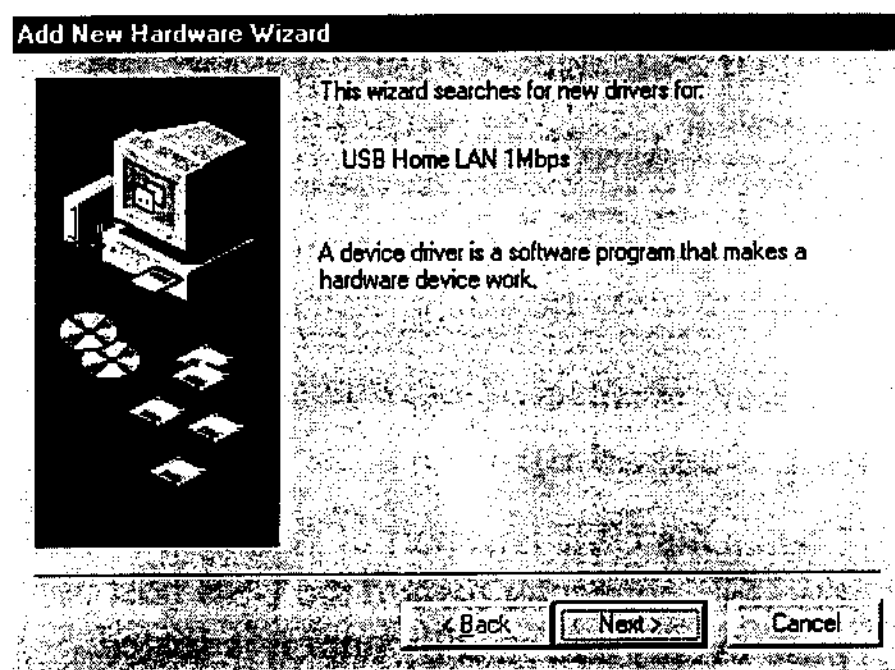 Add New Hardware Wizard
This wizard searches for new drivers for:
USB Home LAN 1Mbps
A device driver is a software program that makes a
hardware device work.
< Back
Next >
Cancel